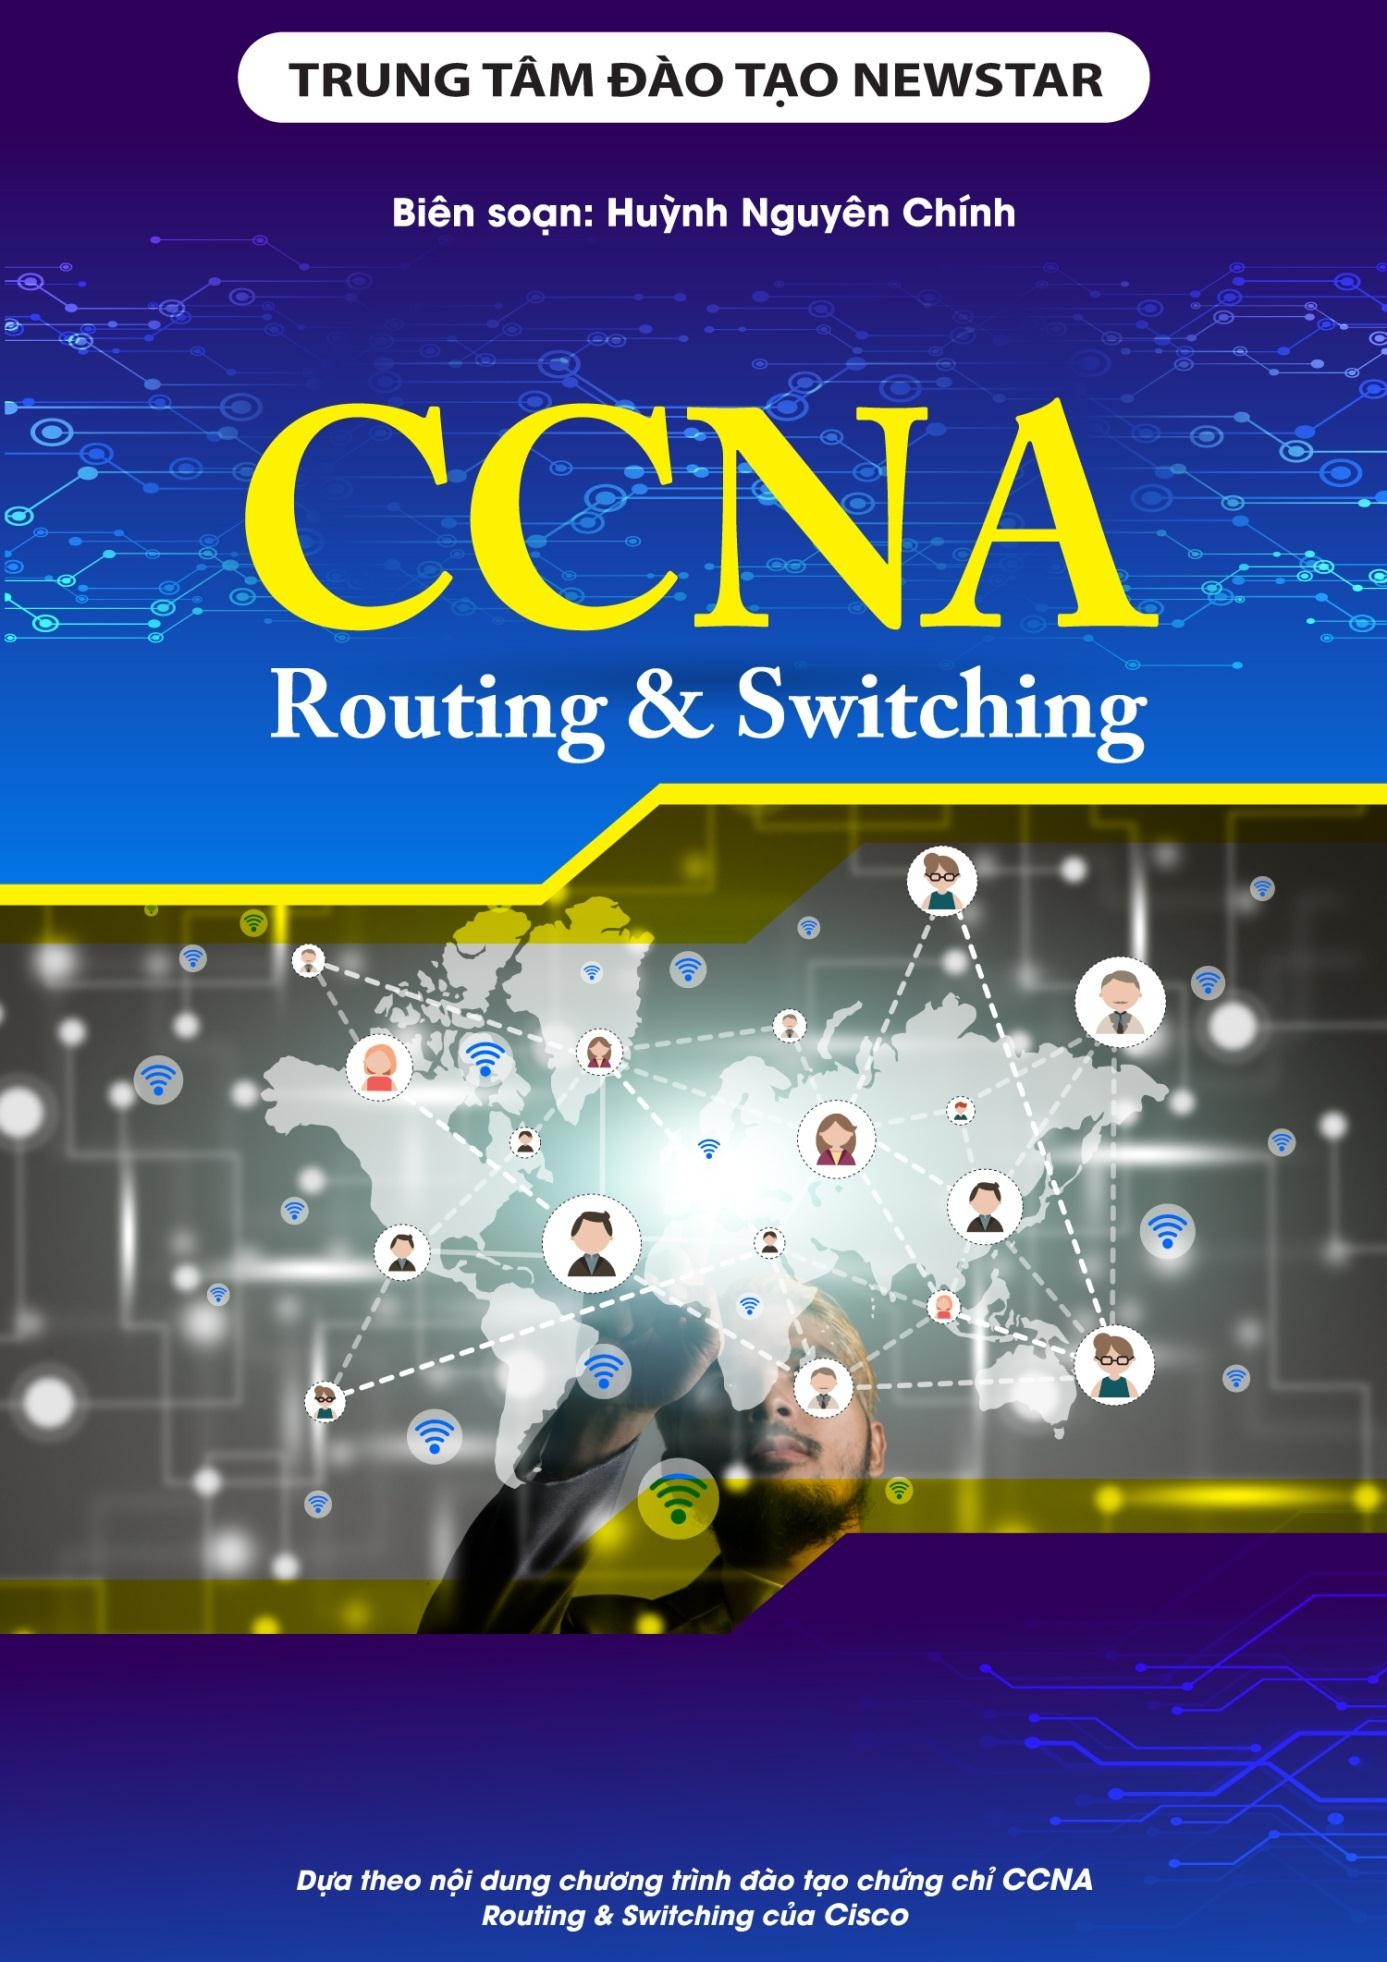 TRUNG TÂM ĐÀO TẠO NEWSTAR
Biên soạn: Huỳnh Nguyên Chính
CCNA
Routing & Switching
Dựa theo nội dung chương trình đào tạo chứng chỉ CCNA
Routing & Switching của Cisco